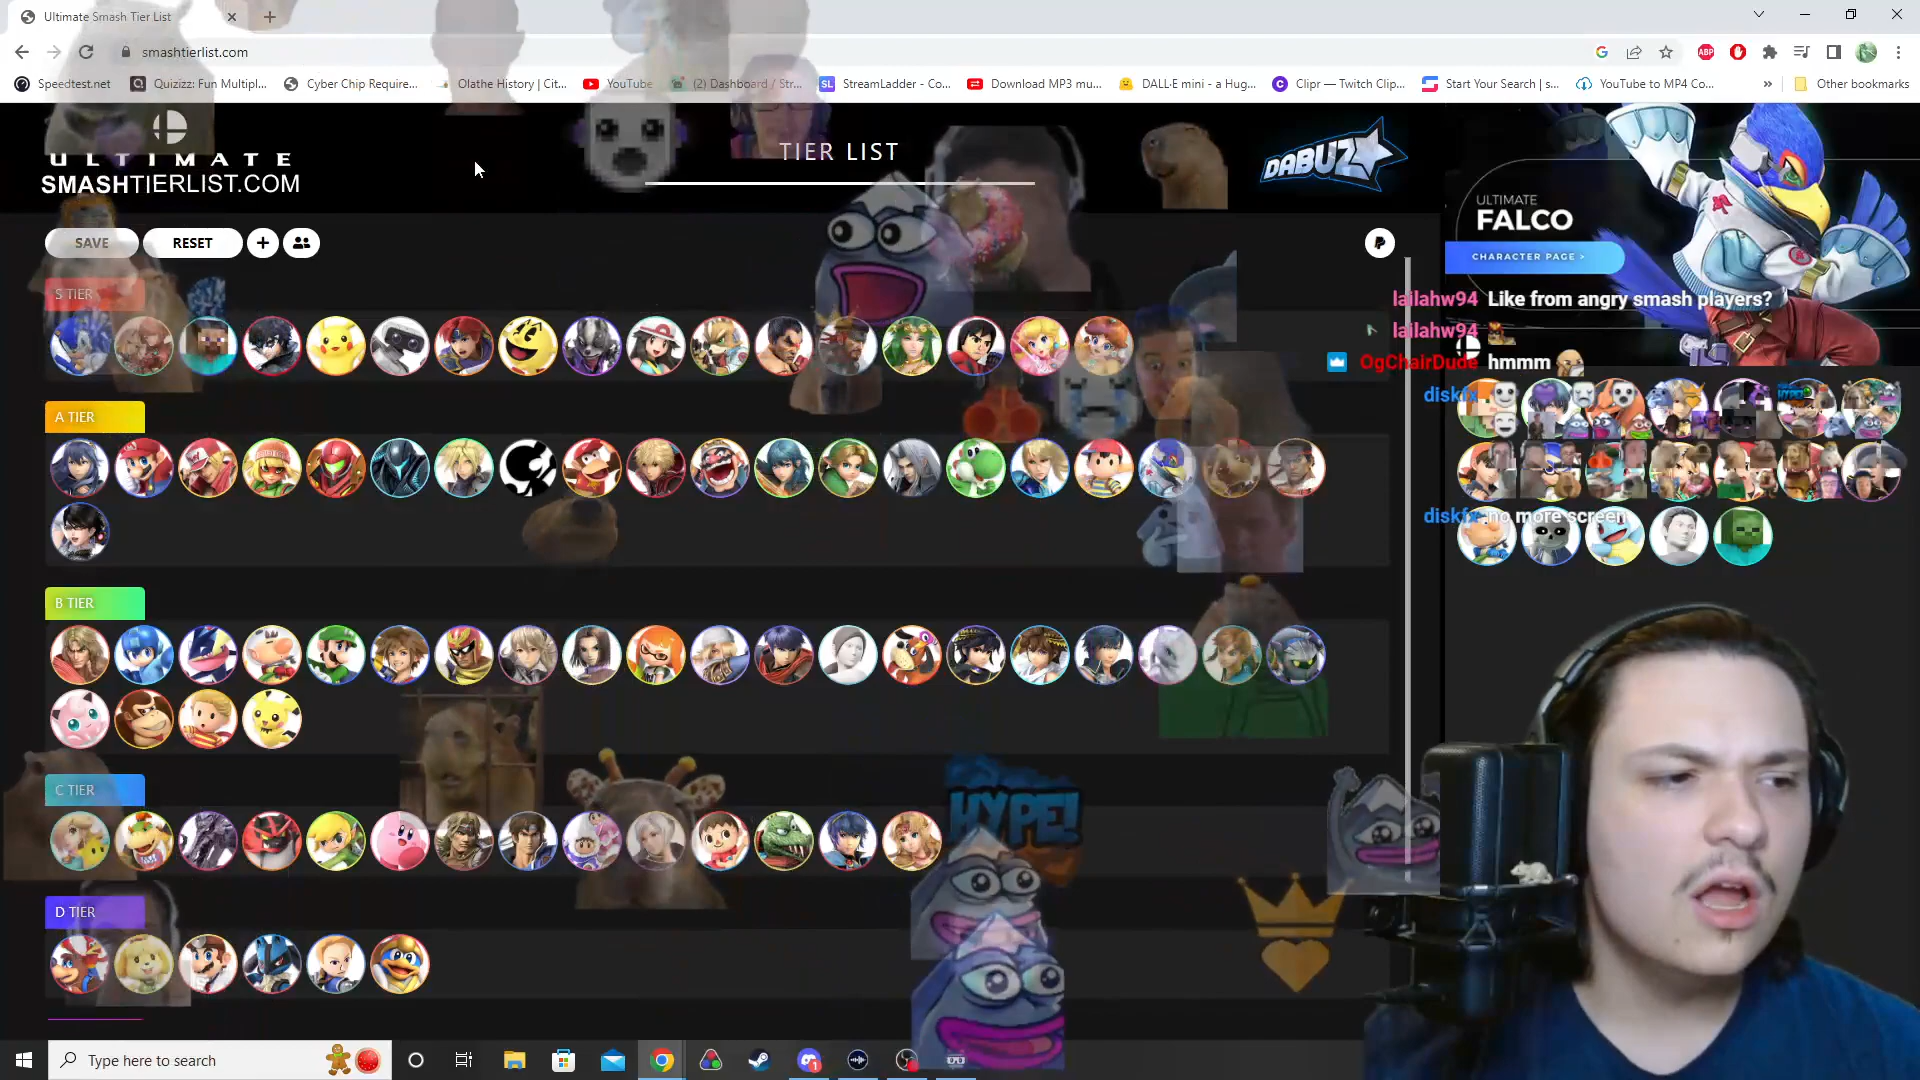 Ultimate Smash Tier List
smashtierlist.com
Speedtest.net
Quizizz: Fun Multipl...
Cyber Chip Require...
Olathe History | Cit...
YouTube
(2) Dashboard / Str...
StreamLadder - Co...
Download MP3 mu...
DALL·E mini - a Hug...
Clipr — Twitch Clip...
Start Your Search | s...
YouTube to MP4 Co...
»
Other bookmarks
ULTIMATE
SMASHTIERLIST.COM
TIER LIST
DABUZ
ULTIMATE
FALCO
CHARACTER PAGE >
SAVE
RESET
lailahw94 Like from angry smash players?
lailahw94
OgChairDude hmmm
diskfx
diskfx no more screen
S TIER
A TIER
B TIER
C TIER
HYPE!
D TIER
Type here to search